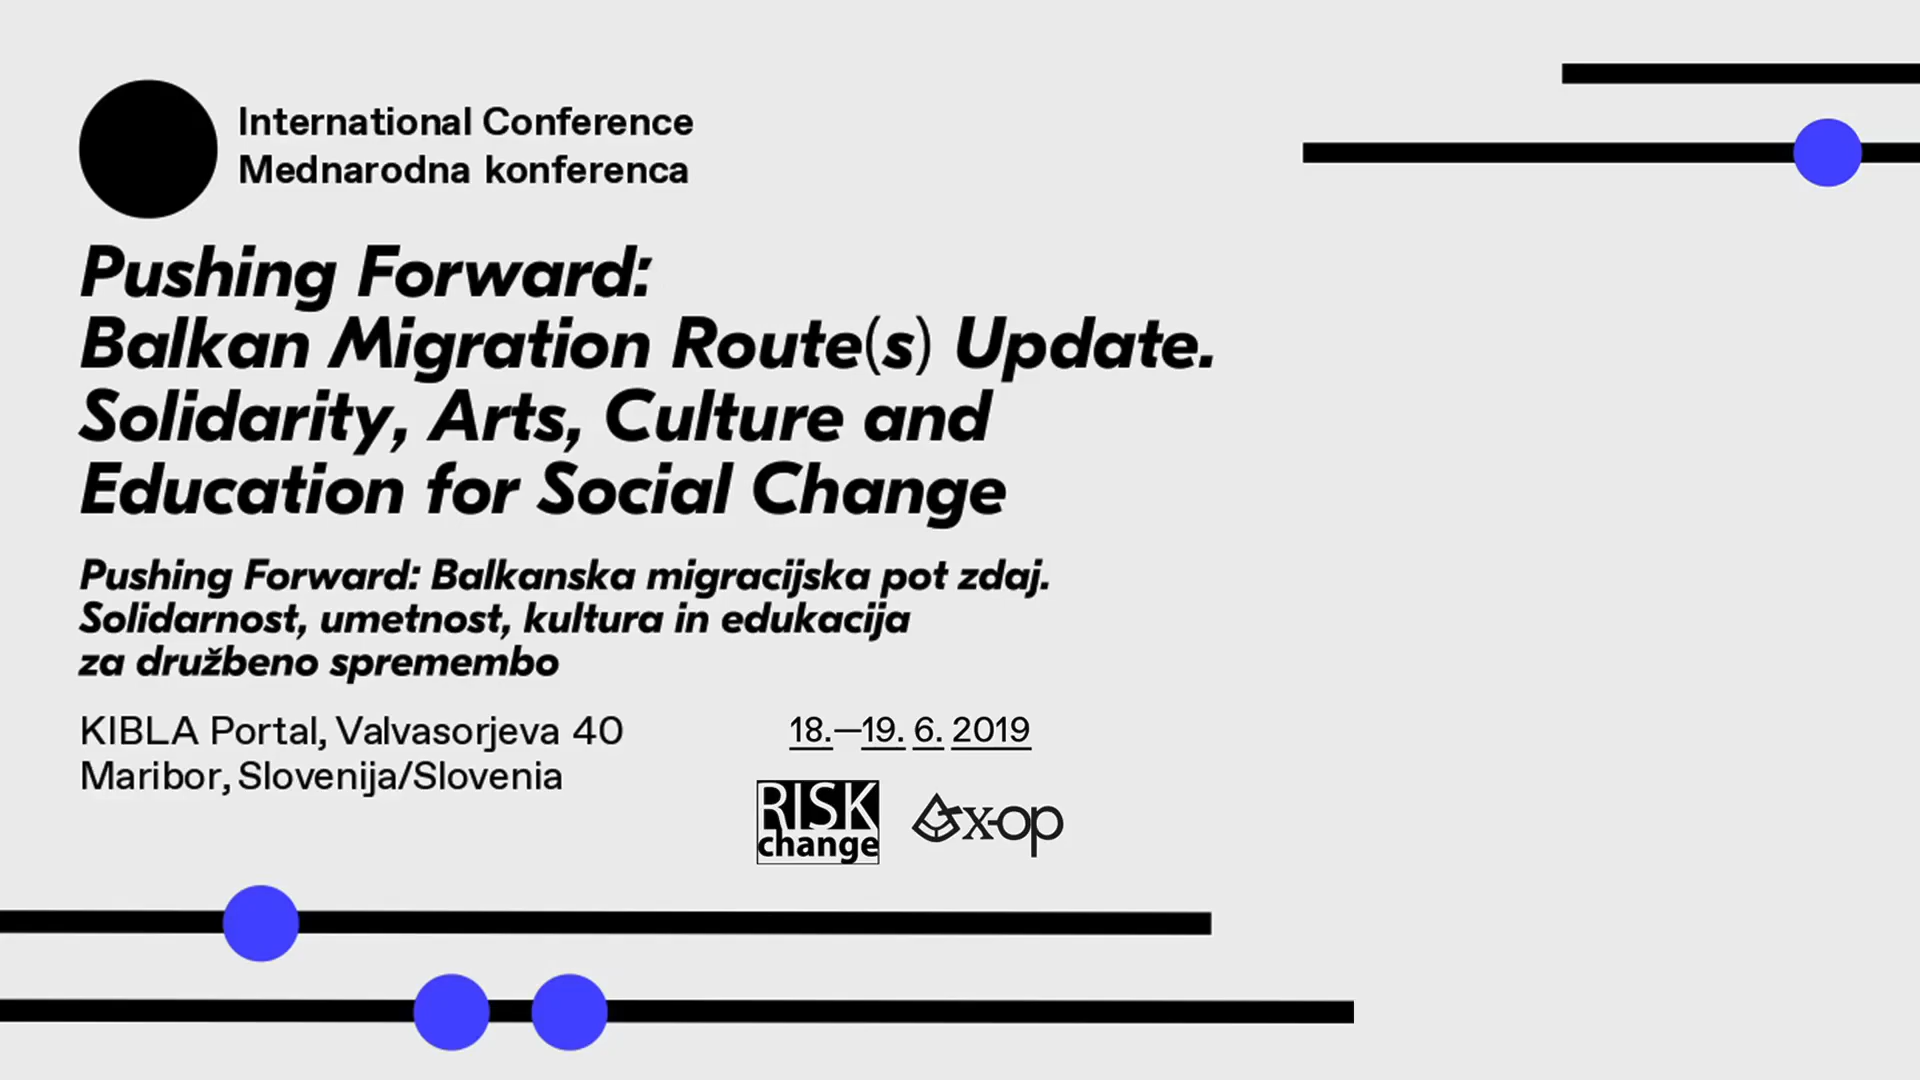 International Conference
Mednarodna konferenca
Pushing Forward:
Balkan Migration Route(s) Update.
Solidarity, Arts, Culture and
Education for Social Change
Pushing Forward: Balkanska migracijska pot zdaj.
Solidarnost, umetnost, kultura in edukacija
za družbeno spremembo
KIBLA Portal, Valvasorjeva 40
Maribor, Slovenija/Slovenia
18.—19. 6. 2019
RISK
change
x-op